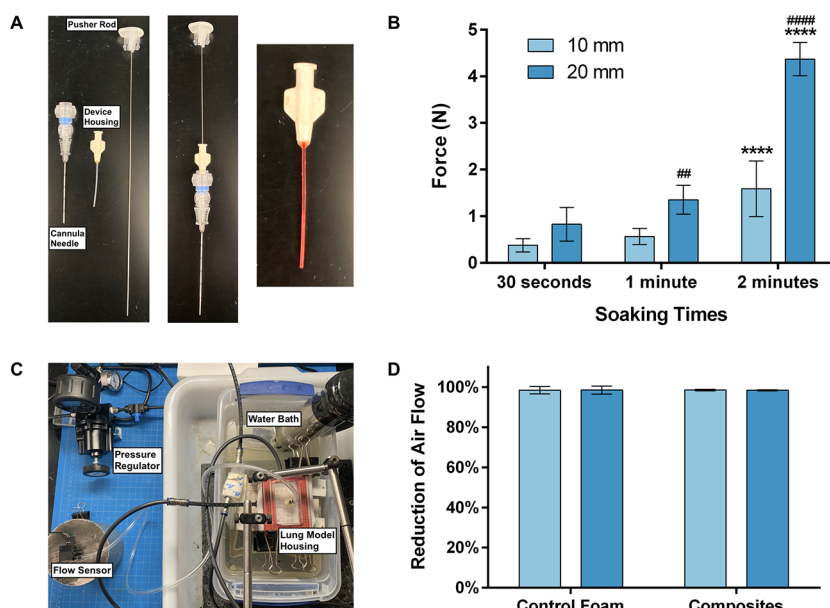 A
Pusher Rod
Device
Housing
Cannula
Needle
B
5
4
3
2
1
0
Force (N)
10 mm
20 mm
##
****
####
****
30 seconds
1 minute
2 minutes
Soaking Times
C
Water Bath
Pressure
Regulator
Lung Model
Housing
Flow Sensor
D
100%
80%
60%
40%
20%
0%
Reduction of Air Flow
Control Foam
Composites